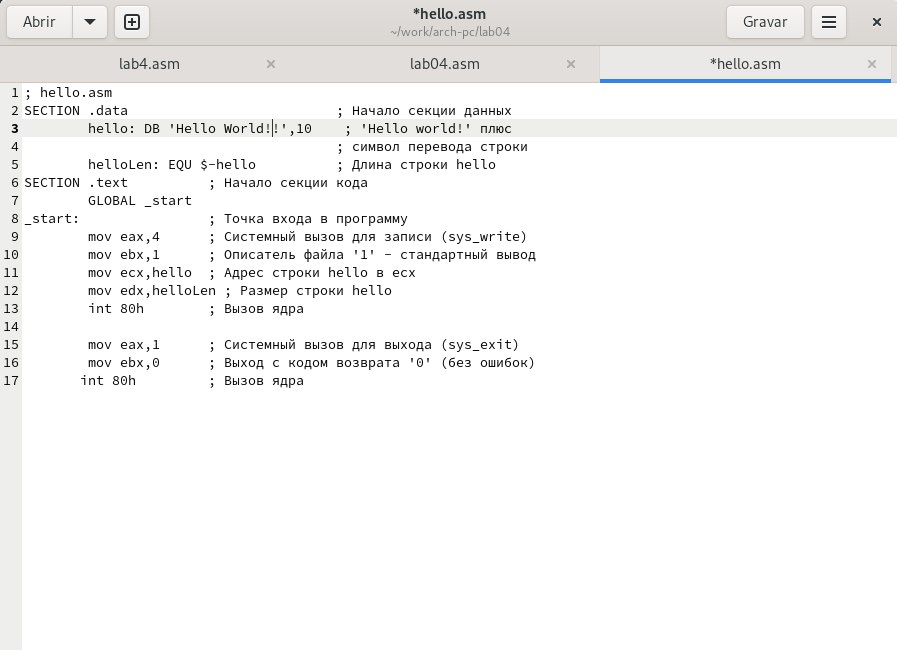 Abrir
*hello.asm
~/work/arch-pc/lab04
Gravar
lab4.asm
lab04.asm
*hello.asm
1 ; hello.asm
2 SECTION .data                          ; Начало секции данных
3         hello: DB 'Hello World!!',10    ; 'Hello world!' плюс
4                                        ; символ перевода строки
5         helloLen: EQU $-hello          ; Длина строки hello
6 SECTION .text          ; Начало секции кода
7         GLOBAL _start
8 _start:                ; Точка входа в программу
9         mov eax,4      ; Системный вызов для записи (sys_write)
10         mov ebx,1      ; Описатель файла '1' - стандартный вывод
11         mov ecx,hello  ; Адрес строки hello в ecx
12         mov edx,helloLen ; Размер строки hello
13         int 80h        ; Вызов ядра
14
15         mov eax,1      ; Системный вызов для выхода (sys_exit)
16         mov ebx,0      ; Выход с кодом возврата '0' (без ошибок)
17        int 80h         ; Вызов ядра